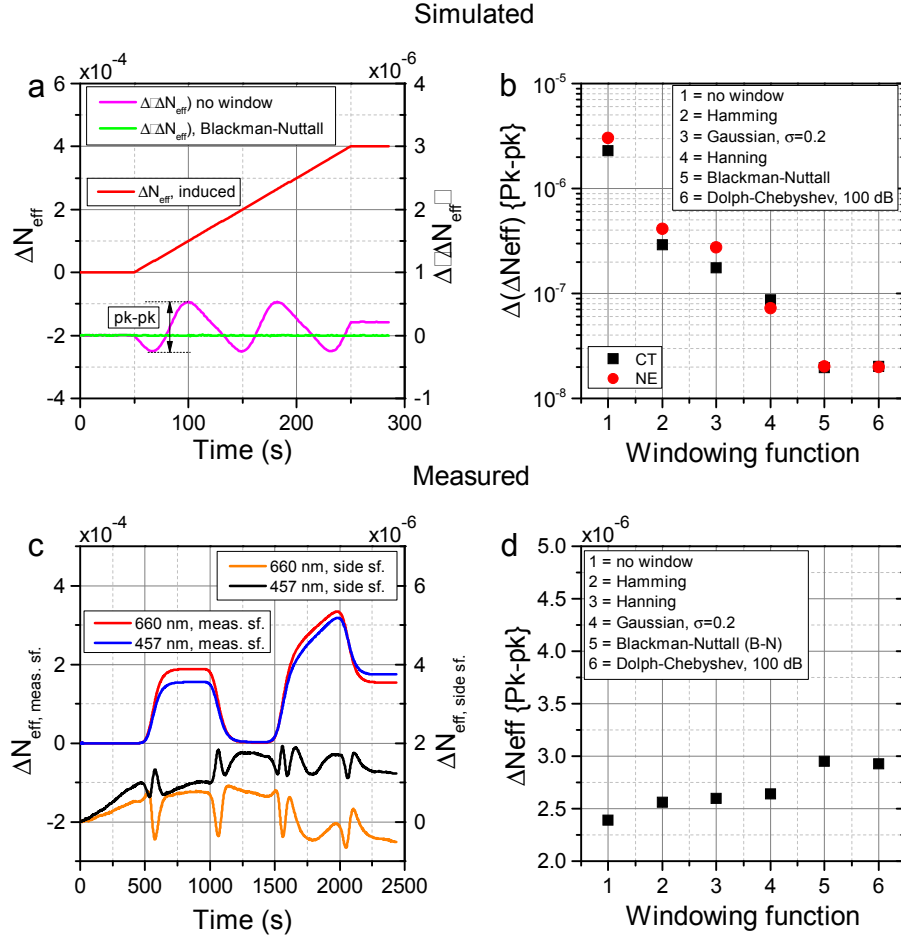 Simulated
a
x10⁻⁴
x10⁻⁶
Δ□ΔN_eff) no window
Δ□ΔN_eff), Blackman-Nuttall
ΔN_eff, induced
pk-pk
ΔN_eff
6
4
2
0
-2
-4
Δ□ΔN_eff□
4
3
2
1
0
-1
0 100 200 300
Time (s)
b
1 = no window
2 = Hamming
3 = Gaussian, σ=0.2
4 = Hanning
5 = Blackman-Nuttall
6 = Dolph-Chebyshev, 100 dB
CT
NE
Δ(ΔNeff) {Pk-pk}
10⁻⁵
10⁻⁶
10⁻⁷
10⁻⁸
1 2 3 4 5 6
Windowing function
Measured
c
x10⁻⁴
x10⁻⁶
660 nm, side sf.
457 nm, side sf.
660 nm, meas. sf.
457 nm, meas. sf.
ΔN_eff, meas. sf.
4
2
0
-2
ΔN_eff, side sf.
6
4
2
0
0 500 1000 1500 2000 2500
Time (s)
d
x10⁻⁶
1 = no window
2 = Hamming
3 = Hanning
4 = Gaussian, σ=0.2
5 = Blackman-Nuttall (B-N)
6 = Dolph-Chebyshev, 100 dB
ΔNeff {Pk-pk}
5.0
4.5
4.0
3.5
3.0
2.5
2.0
1 2 3 4 5 6
Windowing function